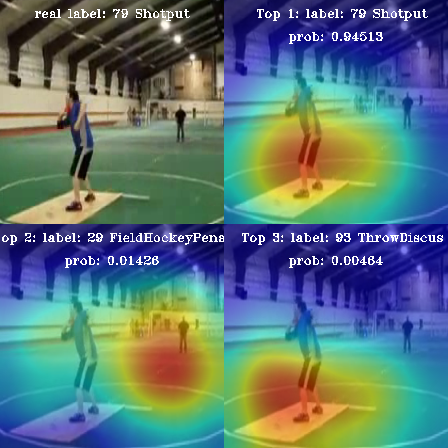 real label: 79 Shotput
Top 1: label: 79 Shotput
prob: 0.94513
op 2: label: 29 FieldHockeyPena
prob: 0.01426
Top 3: label: 93 ThrowDiscus
prob: 0.00464